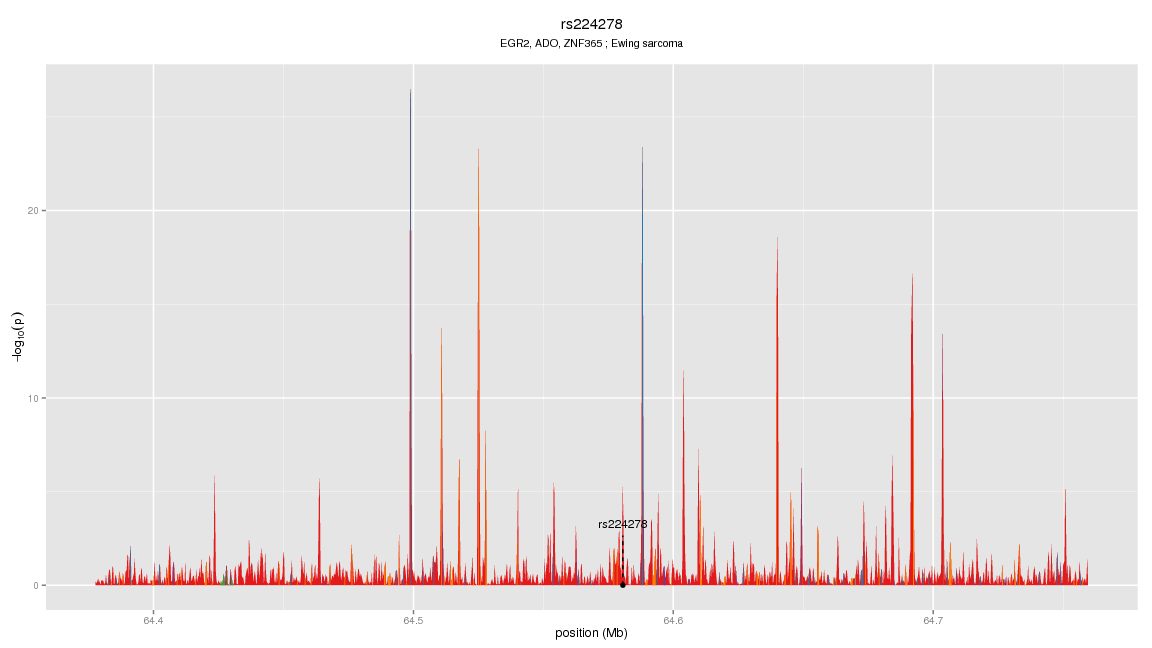 rs224278
EGR2, ADO, ZNF365 ; Ewing sarcoma
−log10(p)
20
10
0
rs224278
64.4
64.5
64.6
64.7
position (Mb)